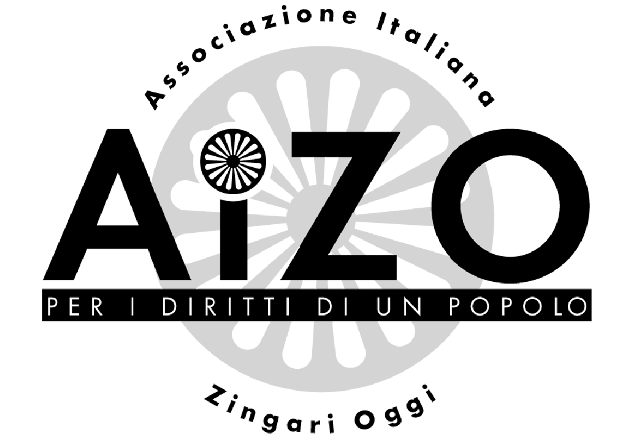 Associazione Italiana
AiZO
PER I DIRITTI DI UN POPOLO
Zingari Oggi